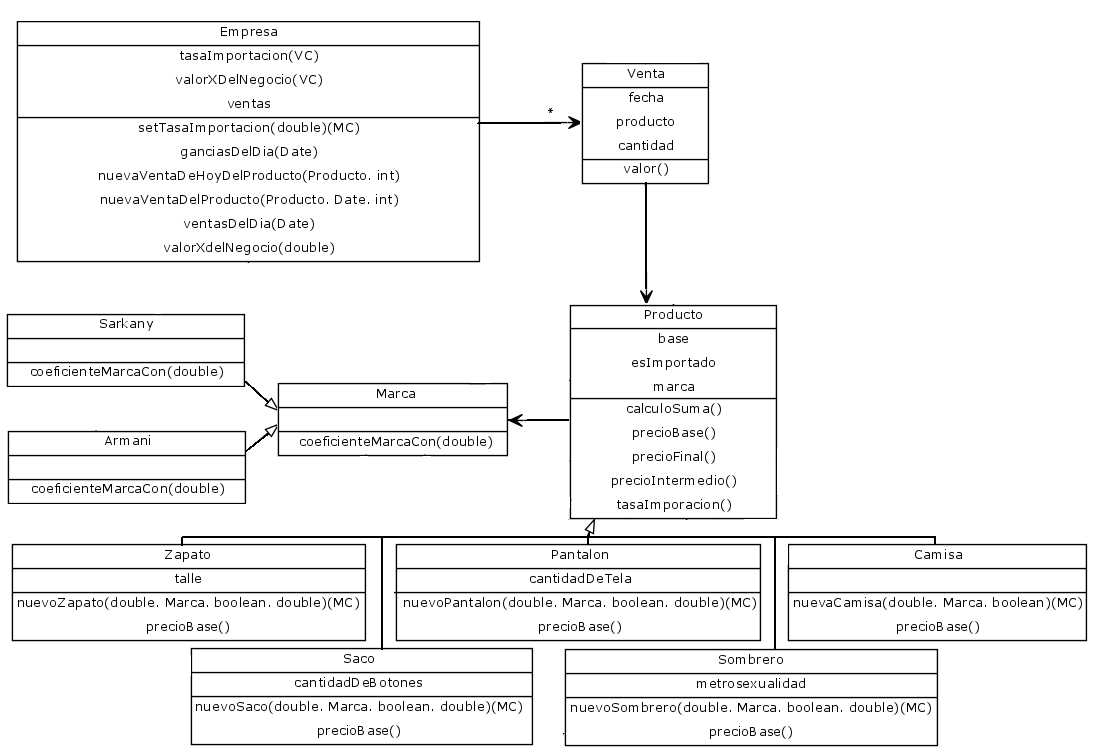 Empresa
tasaImportacion(VC)
valorXDelNegocio(VC)
ventas
setTasaImportacion(double)(MC)
ganciasDelDia(Date)
nuevaVentaDeHoyDelProducto(Producto. int)
nuevaVentaDelProducto(Producto. Date. int)
ventasDelDia(Date)
valorXdelNegocio(double)
*
Venta
fecha
producto
cantidad
valor()
Sarkany
coeficienteMarcaCon(double)
Armani
coeficienteMarcaCon(double)
Marca
coeficienteMarcaCon(double)
Producto
base
esImportado
marca
calculoSuma()
precioBase()
precioFinal()
precioIntermedio()
tasaImporacion()
Zapato
talle
nuevoZapato(double. Marca. boolean. double)(MC)
precioBase()
Pantalon
cantidadDeTela
nuevoPantalon(double. Marca. boolean. double)(MC)
precioBase()
Camisa
nuevaCamisa(double. Marca. boolean)(MC)
precioBase()
Saco
cantidadDeBotones
nuevoSaco(double. Marca. boolean. double)(MC)
precioBase()
Sombrero
metrosexualidad
nuevoSombrero(double. Marca. boolean. double)(MC)
precioBase()